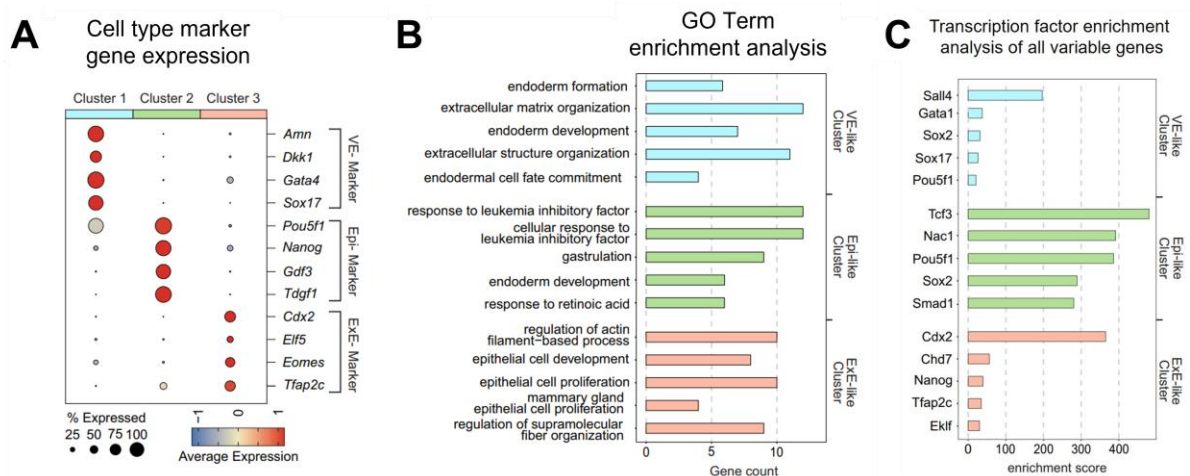 A
Cell type marker
gene expression
Cluster 1 Cluster 2 Cluster 3
Amn
Dkk1
Gata4
Sox17
Pou5f1
Nanog
Gdf3
Tdgf1
Cdx2
Elf5
Eomes
Tfap2c
VE- Marker
Epi- Marker
ExE- Marker
% Expressed
25 50 75 100
−1 0 1
Average Expression
B
GO Term
enrichment analysis
endoderm formation
extracellular matrix organization
endoderm development
extracellular structure organization
endodermal cell fate commitment
response to leukemia inhibitory factor
cellular response to
leukemia inhibitory factor
gastrulation
endoderm development
response to retinoic acid
regulation of actin
filament-based process
epithelial cell development
epithelial cell proliferation
mammary gland
epithelial cell proliferation
regulation of supramolecular
fiber organization
0 5 10
Gene count
VE-like
Cluster
Epi-like
Cluster
ExE-like
Cluster
C
Transcription factor enrichment
analysis of all variable genes
Sall4
Gata1
Sox2
Sox17
Pou5f1
Tcf3
Nac1
Pou5f1
Sox2
Smad1
Cdx2
Chd7
Nanog
Tfap2c
Eklf
0 100 200 300 400
enrichment score
VE-like
Cluster
Epi-like
Cluster
ExE-like
Cluster